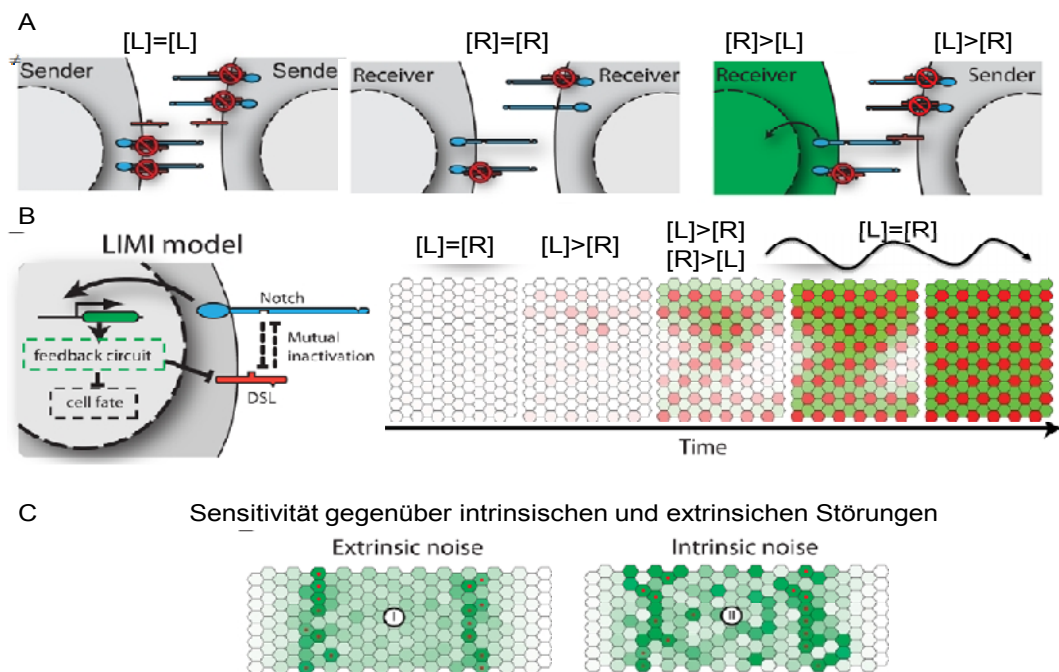 A
[L]=[L] [R]=[R] [R]>[L] [L]>[R]
≠
Sender Sende Receiver Receiver Receiver Sender
B
LIMI model
Notch
Mutual
inactivation
feedback circuit
cell fate
DSL
[L]=[R] [L]>[R] [L]>[R] [L]=[R]
[R]>[L]
Time
C Sensitivität gegenüber intrinsischen und extrinsichen Störungen
Extrinsic noise Intrinsic noise
I II